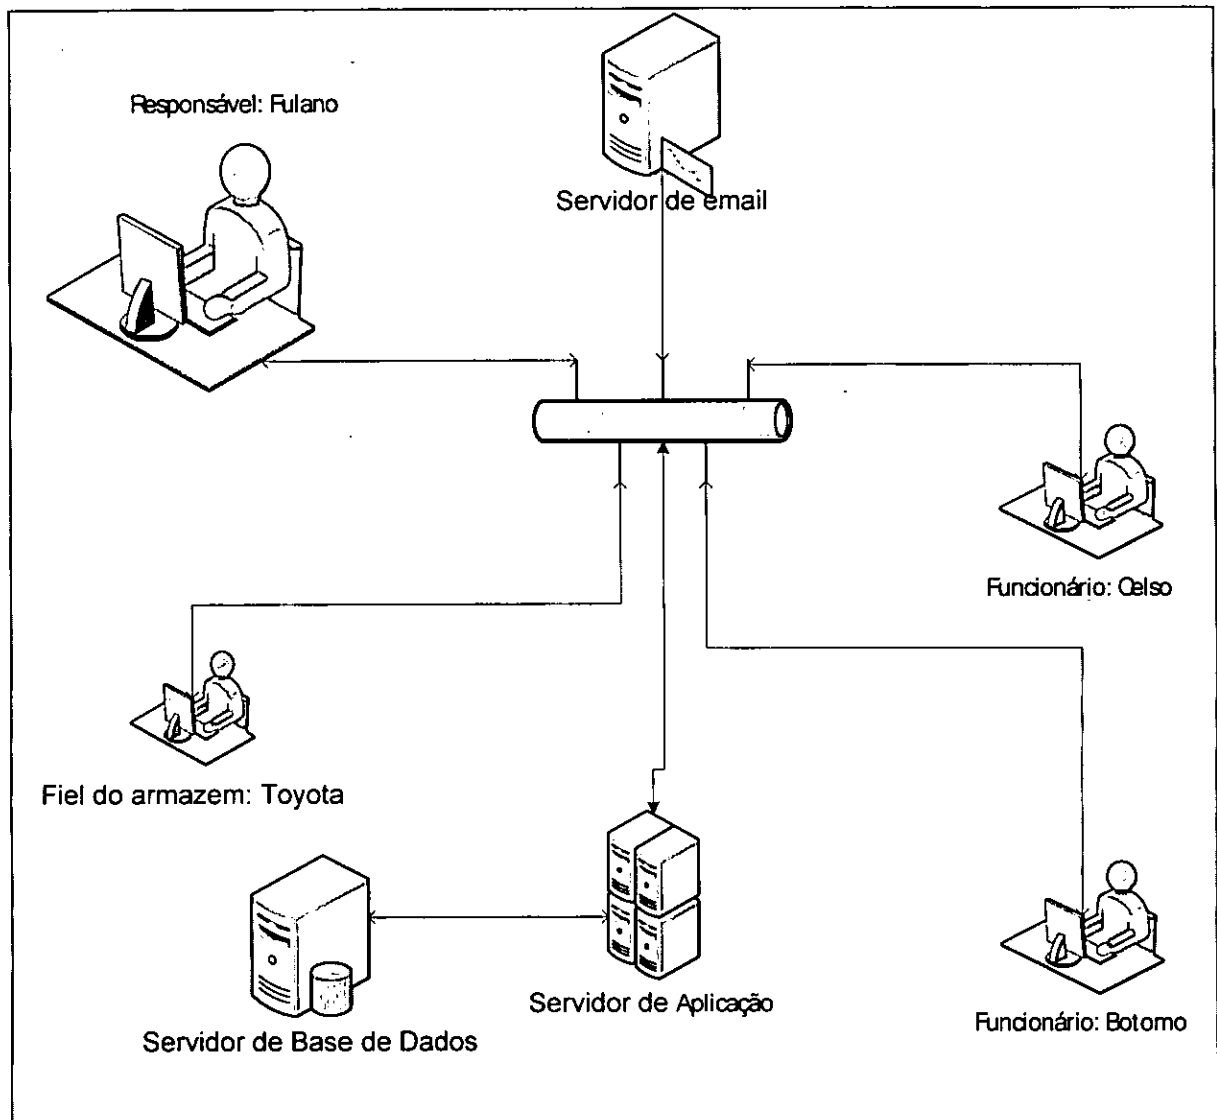 Responsável: Fulano
Servidor de email
Funcionário: Celso
Fiel do armazem: Toyota
Servidor de Aplicação
Servidor de Base de Dados
Funcionário: Botomo